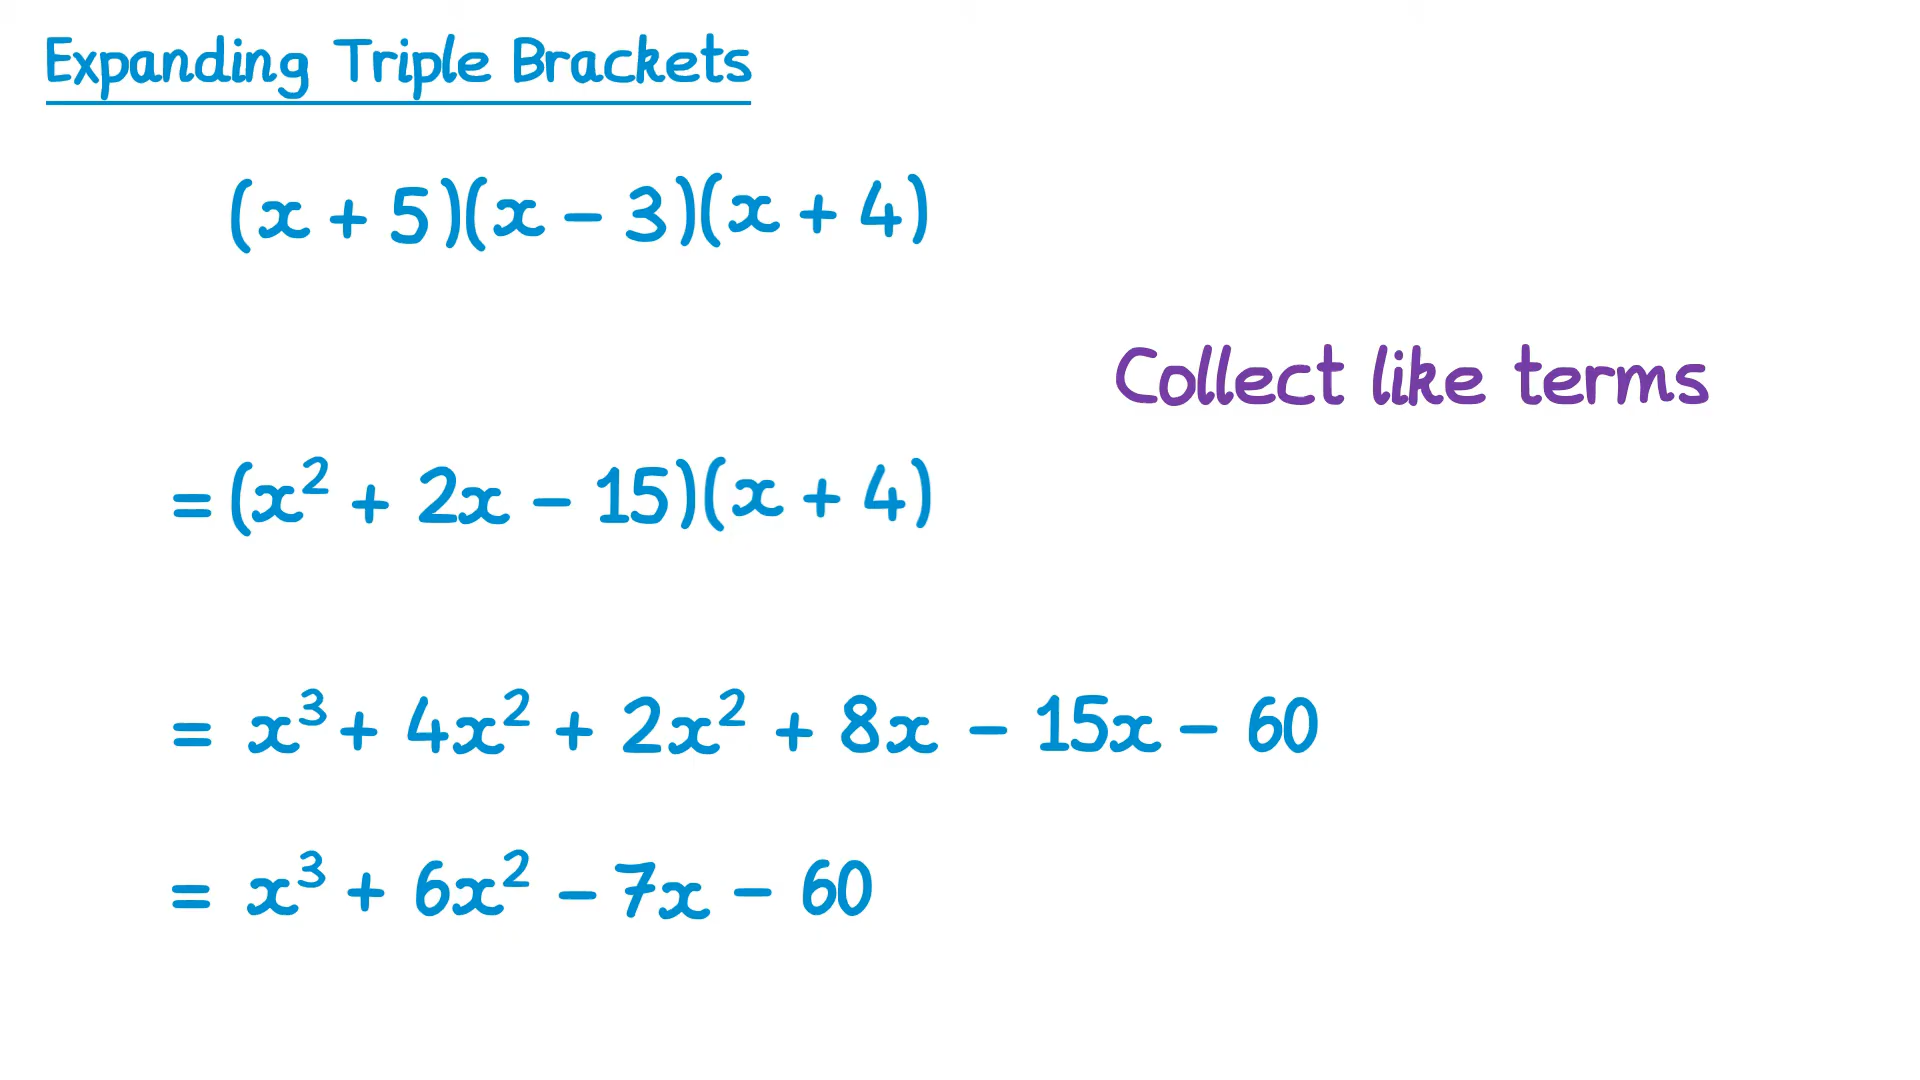 Expanding Triple Brackets
(x + 5)(x − 3)(x + 4)
Collect like terms
= (x² + 2x − 15)(x + 4)
= x³ + 4x² + 2x² + 8x − 15x − 60
= x³ + 6x² − 7x − 60